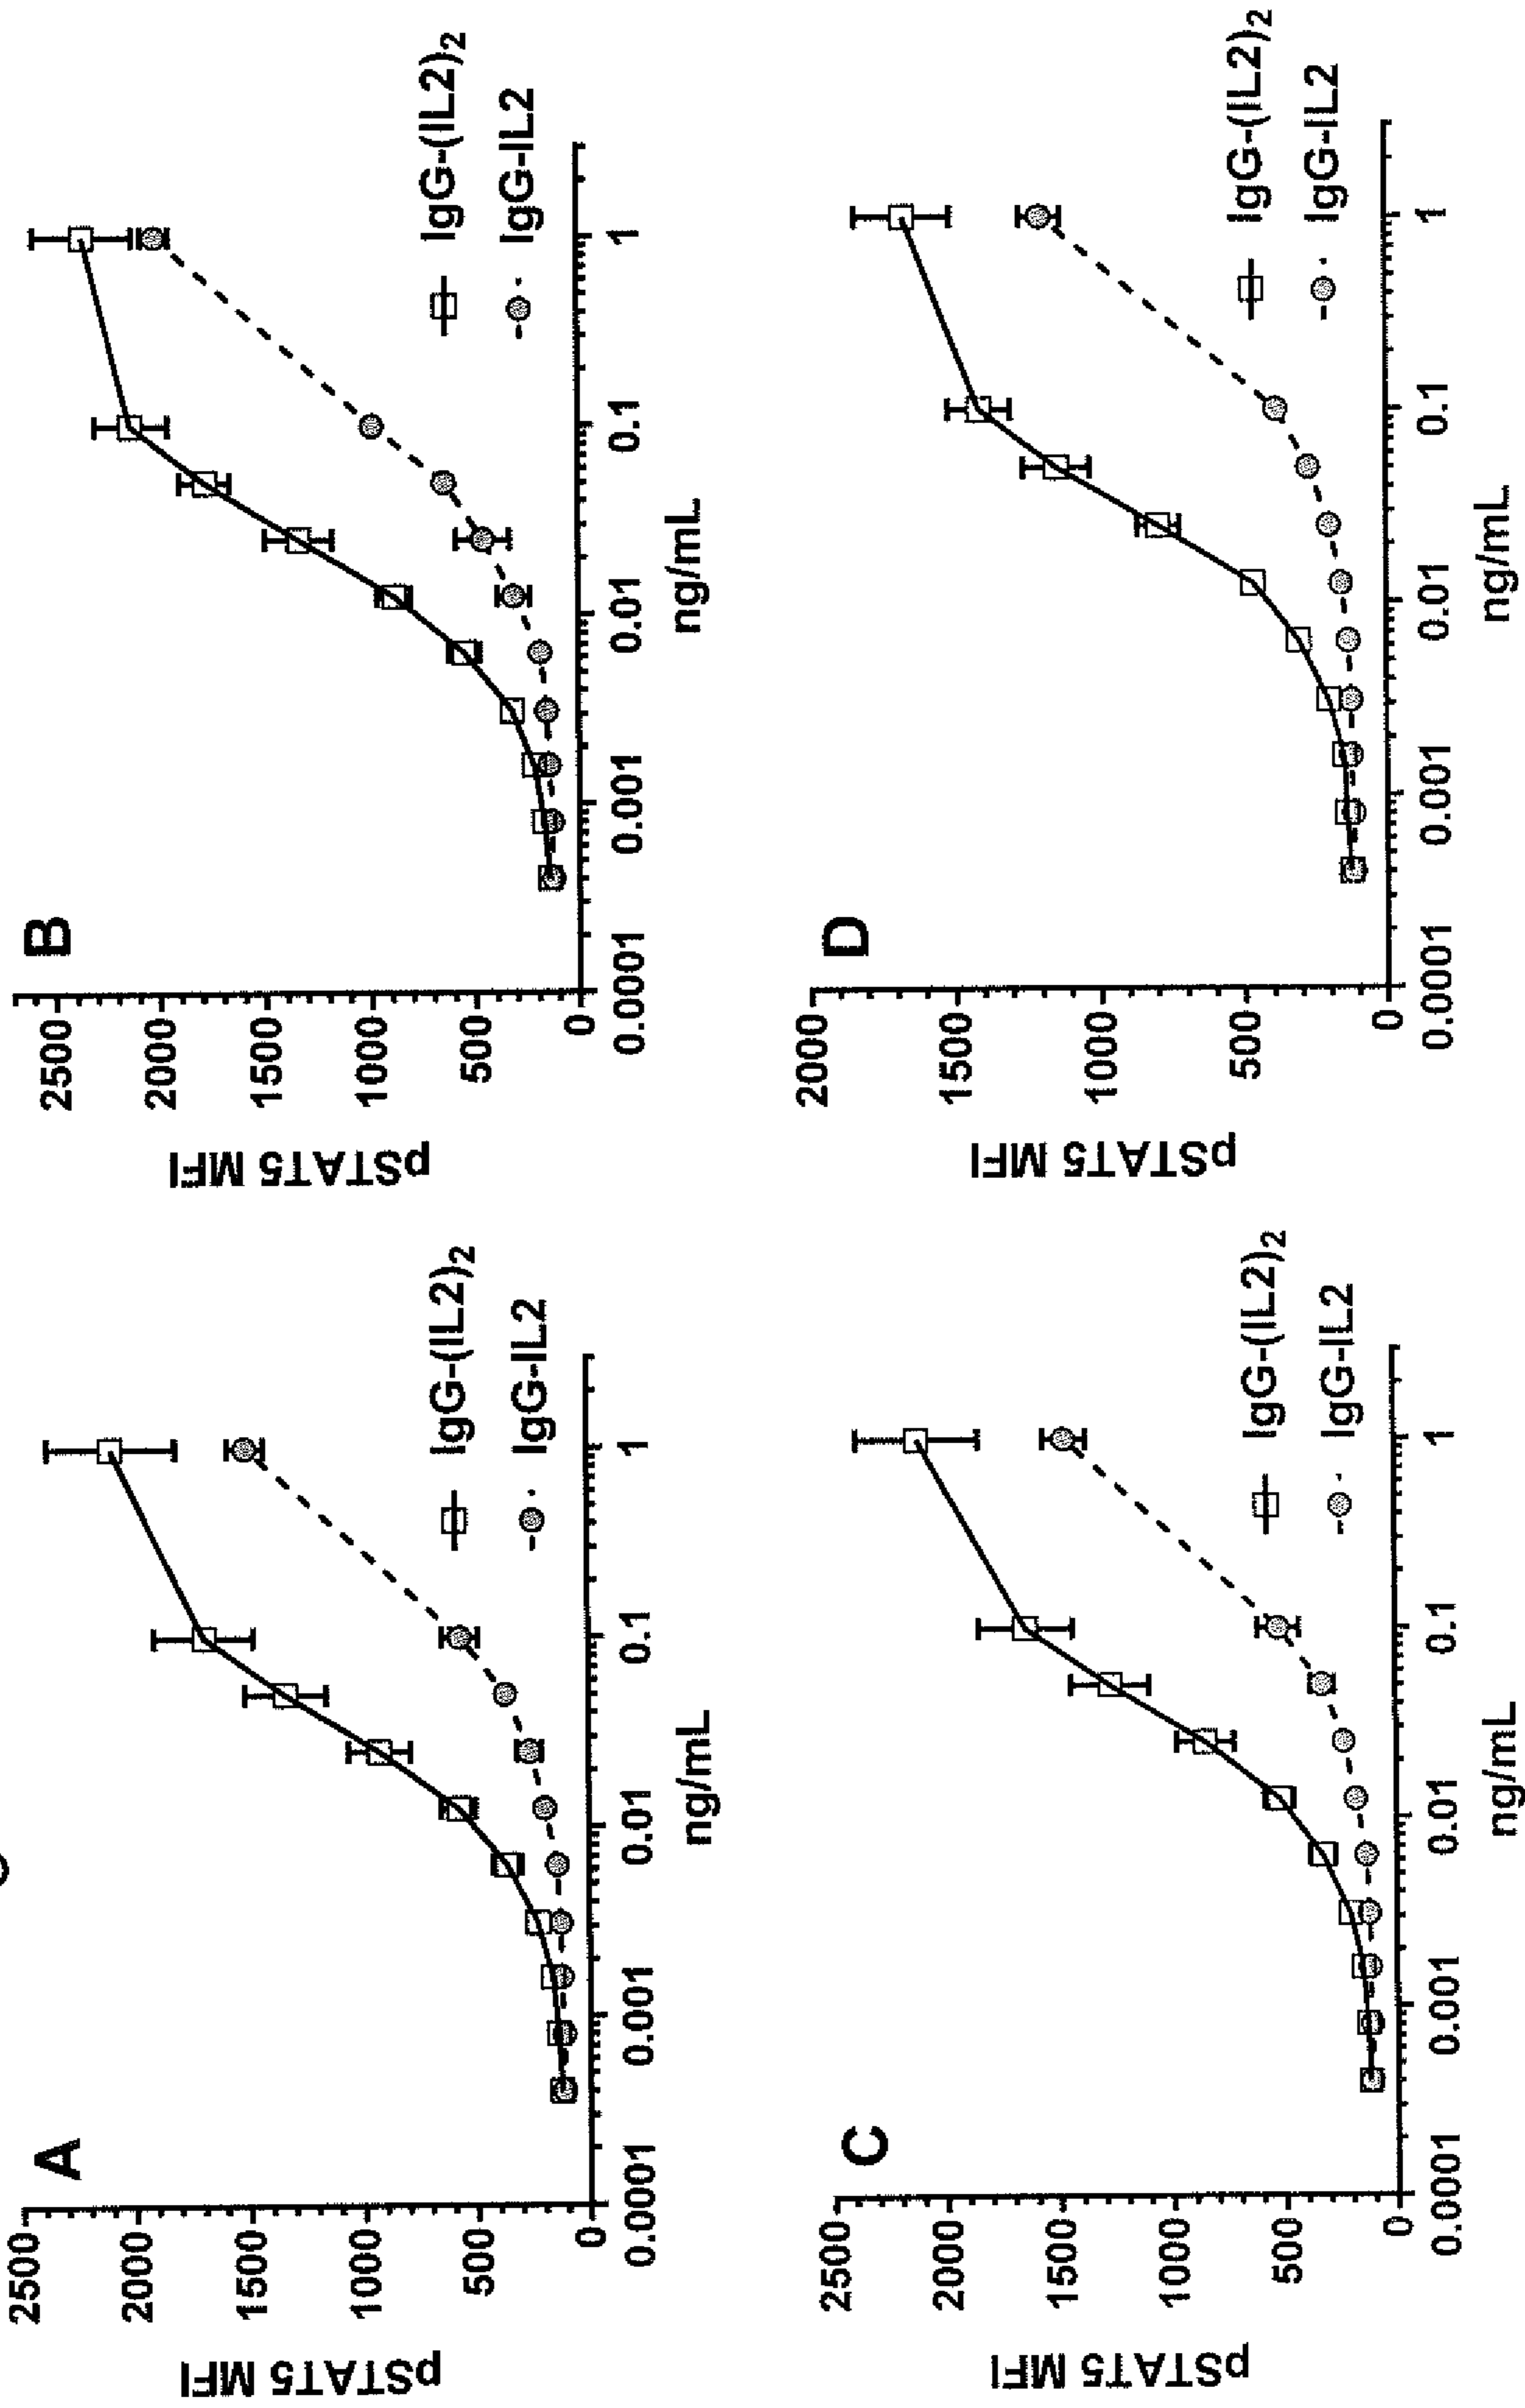 A
pSTAT5 MFI
2500
2000
1500
1000
500
0
0.0001
0.001
0.01
0.1
1
ng/mL
IgG-(IL2)₂
IgG-IL2
B
pSTAT5 MFI
2500
2000
1500
1000
500
0
0.0001
0.001
0.01
0.1
1
ng/mL
IgG-(IL2)₂
IgG-IL2
C
pSTAT5 MFI
2500
2000
1500
1000
500
0
0.0001
0.001
0.01
0.1
1
ng/mL
IgG-(IL2)₂
IgG-IL2
D
pSTAT5 MFI
2000
1500
1000
500
0
0.0001
0.001
0.01
0.1
1
ng/mL
IgG-(IL2)₂
IgG-IL2